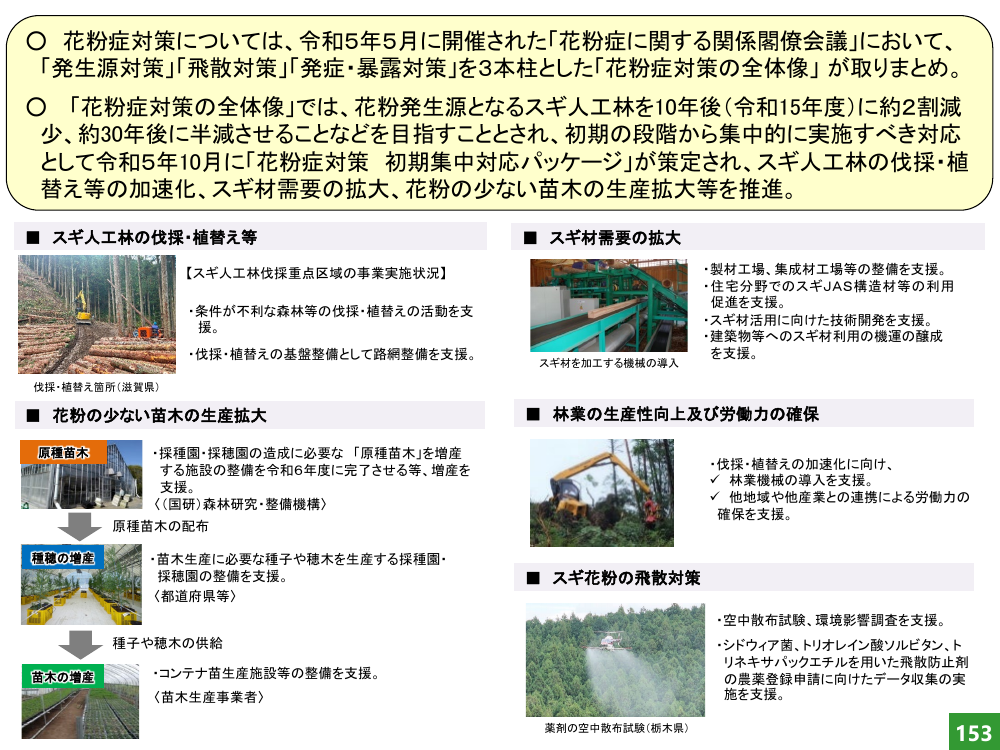 ○　花粉症対策については、令和５年５月に開催された「花粉症に関する関係閣僚会議」において、
「発生源対策」「飛散対策」「発症・暴露対策」を３本柱とした「花粉症対策の全体像」 が取りまとめ。
○　「花粉症対策の全体像」では、花粉発生源となるスギ人工林を10年後（令和15年度）に約２割減
少、約30年後に半減させることなどを目指すこととされ、初期の段階から集中的に実施すべき対応
として令和５年10月に「花粉症対策　初期集中対応パッケージ」が策定され、スギ人工林の伐採・植
替え等の加速化、スギ材需要の拡大、花粉の少ない苗木の生産拡大等を推進。
■　スギ人工林の伐採・植替え等
【スギ人工林伐採重点区域の事業実施状況】
・条件が不利な森林等の伐採・植替えの活動を支
援。
・伐採・植替えの基盤整備として路網整備を支援。
伐採・植替え箇所（滋賀県）
■　花粉の少ない苗木の生産拡大
原種苗木
・採種園・採穂園の造成に必要な 「原種苗木」を増産
する施設の整備を令和６年度に完了させる等、増産を
支援。
〈（国研）森林研究・整備機構〉
原種苗木の配布
種穂の増産
・苗木生産に必要な種子や穂木を生産する採種園・
採穂園の整備を支援。
〈都道府県等〉
種子や穂木の供給
苗木の増産
・コンテナ苗生産施設等の整備を支援。
〈苗木生産事業者〉
■　スギ材需要の拡大
・製材工場、集成材工場等の整備を支援。
・住宅分野でのスギＪＡＳ構造材等の利用
促進を支援。
・スギ材活用に向けた技術開発を支援。
・建築物等へのスギ材利用の機運の醸成
を支援。
スギ材を加工する機械の導入
■　林業の生産性向上及び労働力の確保
・伐採・植替えの加速化に向け、
✓　林業機械の導入を支援。
✓　他地域や他産業との連携による労働力の
確保を支援。
■　スギ花粉の飛散対策
・空中散布試験、環境影響調査を支援。
・シドウィア菌、トリオレイン酸ソルビタン、ト
リネキサパックエチルを用いた飛散防止剤
の農薬登録申請に向けたデータ収集の実
施を支援。
薬剤の空中散布試験（栃木県）
153